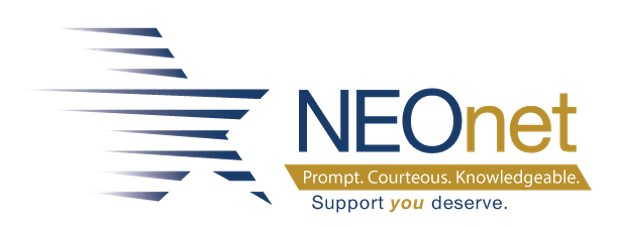 NEOnet
Prompt. Courteous. Knowledgeable.
Support you deserve.